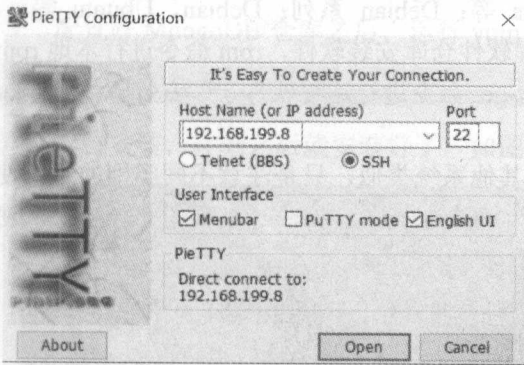 PieTTY Configuration
It's Easy To Create Your Connection.
Host Name (or IP address)
Port
192.168.199.8
22
Telnet (BBS)
SSH
User Interface
Menubar
PuTTY mode
English UI
PieTTY
Direct connect to:
192.168.199.8
PieTTY
About
Open
Cancel